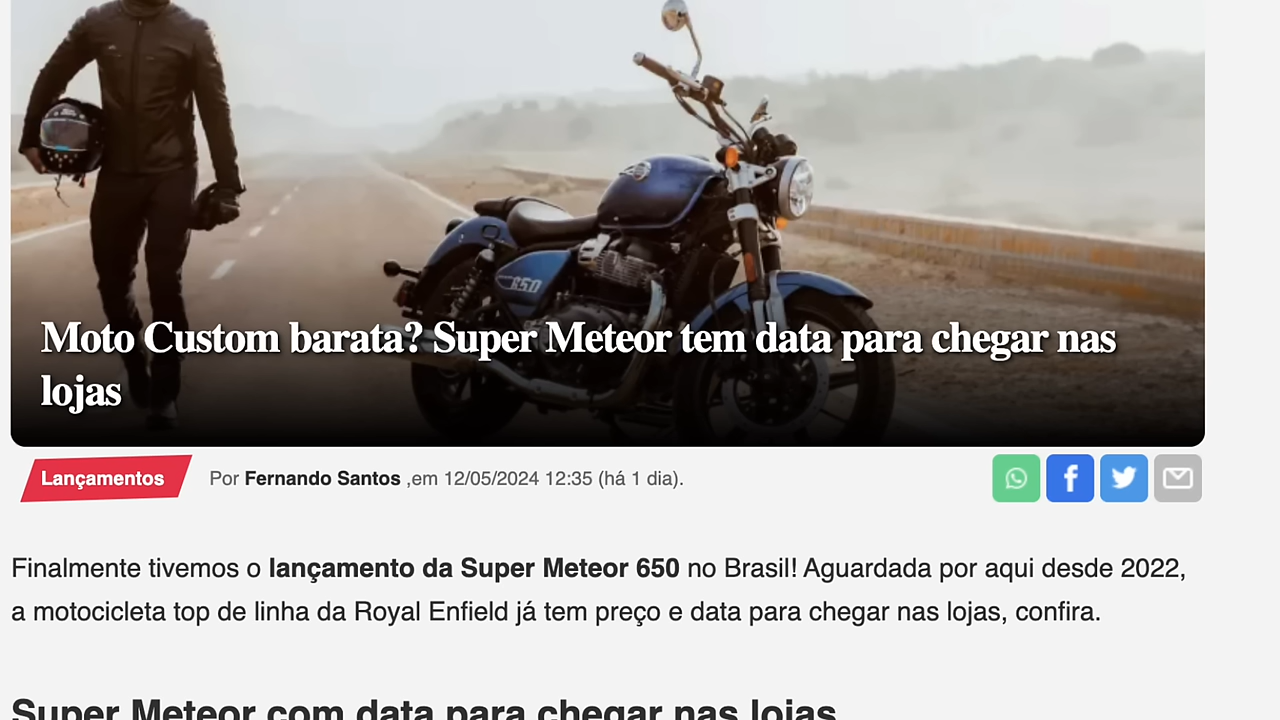 650
Moto Custom barata? Super Meteor tem data para chegar nas
lojas
Lançamentos
Por Fernando Santos ,em 12/05/2024 12:35 (há 1 dia).
Finalmente tivemos o lançamento da Super Meteor 650 no Brasil! Aguardada por aqui desde 2022,
a motocicleta top de linha da Royal Enfield já tem preço e data para chegar nas lojas, confira.
Super Meteor com data para chegar nas lojas